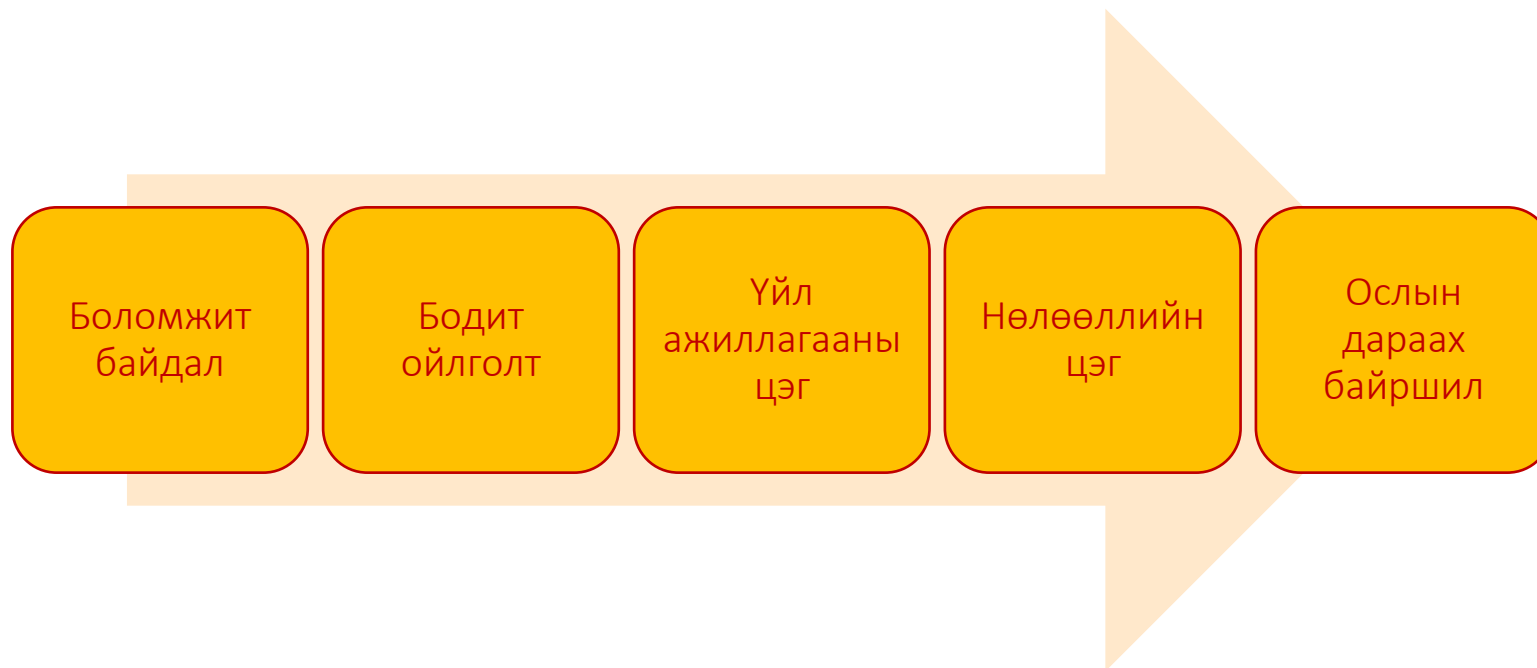 Боломжит
байдал
Бодит
ойлголт
Үйл
ажиллагааны
цэг
Нөлөөллийн
цэг
Ослын
дараах
байршил